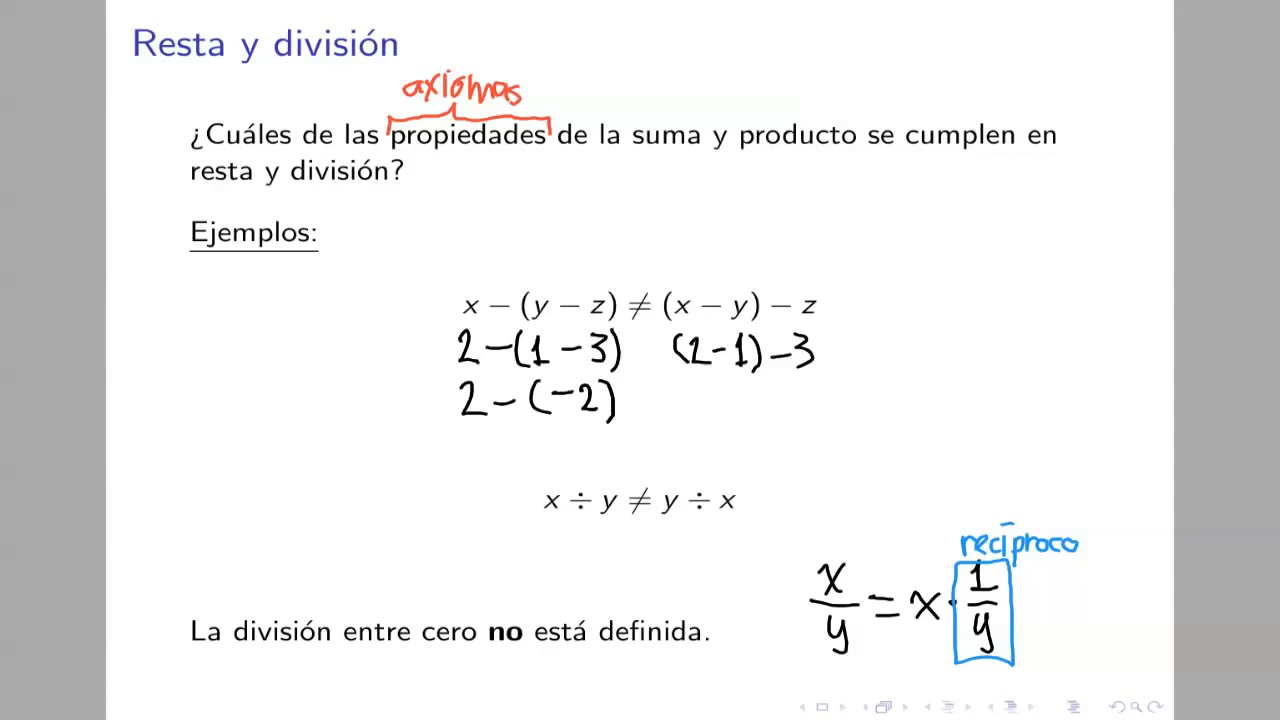 Resta y división
axiomas
¿Cuáles de las propiedades de la suma y producto se cumplen en
resta y división?
Ejemplos:
x − (y − z) ≠ (x − y) − z
2 − (1 − 3) (2 - 1) − 3
2 − (−2)
x ÷ y ≠ y ÷ x
recíproco
x/y = x · 1/y
La división entre cero no está definida.